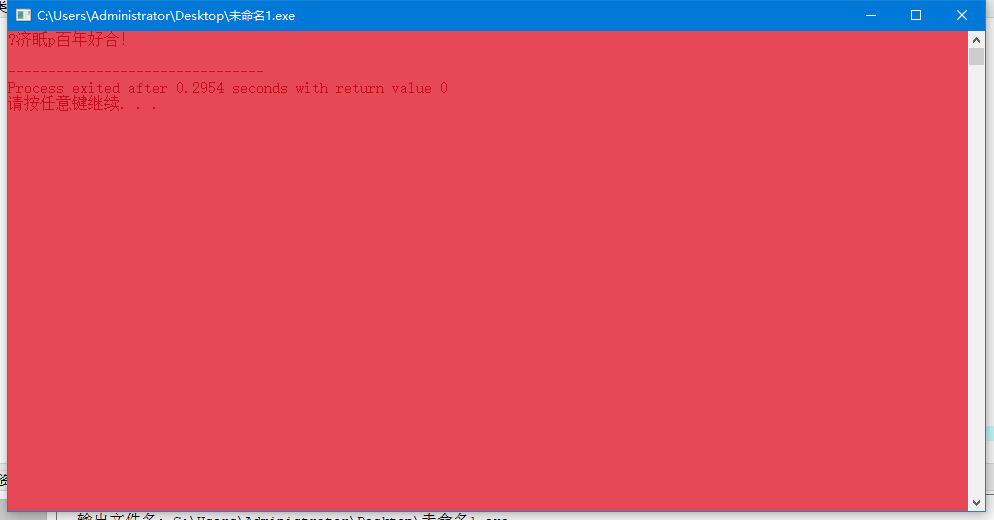 C:\Users\Administrator\Desktop\未命名1.exe
?济眂p百年好合!
--------------------------------
Process exited after 0.2954 seconds with return value 0
请按任意键继续. . .
资
输出文件名: C:\Users\Administrator\Desktop\未命名1.exe